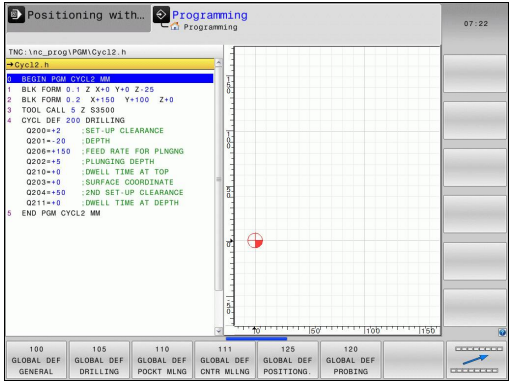 Positioning with...
Programming
Programming
07:22
TNC:\nc_prog\PGM\Cycl2.h
→Cycl2.h
0 BEGIN PGM CYCL2 MM
1 BLK FORM 0.1 Z X+0 Y+0 Z-25
2 BLK FORM 0.2 X+150 Y+100 Z+0
3 TOOL CALL 5 Z S3500
4 CYCL DEF 200 DRILLING
Q200=+2 ;SET-UP CLEARANCE
Q201=-20 ;DEPTH
Q206=+150 ;FEED RATE FOR PLNGNG
Q202=+5 ;PLUNGING DEPTH
Q210=+0 ;DWELL TIME AT TOP
Q203=+0 ;SURFACE COORDINATE
Q204=+50 ;2ND SET-UP CLEARANCE
Q211=+0 ;DWELL TIME AT DEPTH
5 END PGM CYCL2 MM
150
100
50
0
-50
0 50 100 150
100 GLOBAL DEF GENERAL
105 GLOBAL DEF DRILLING
110 GLOBAL DEF POCKT MLNG
111 GLOBAL DEF CNTR MLLNG
125 GLOBAL DEF POSITIONG.
120 GLOBAL DEF PROBING